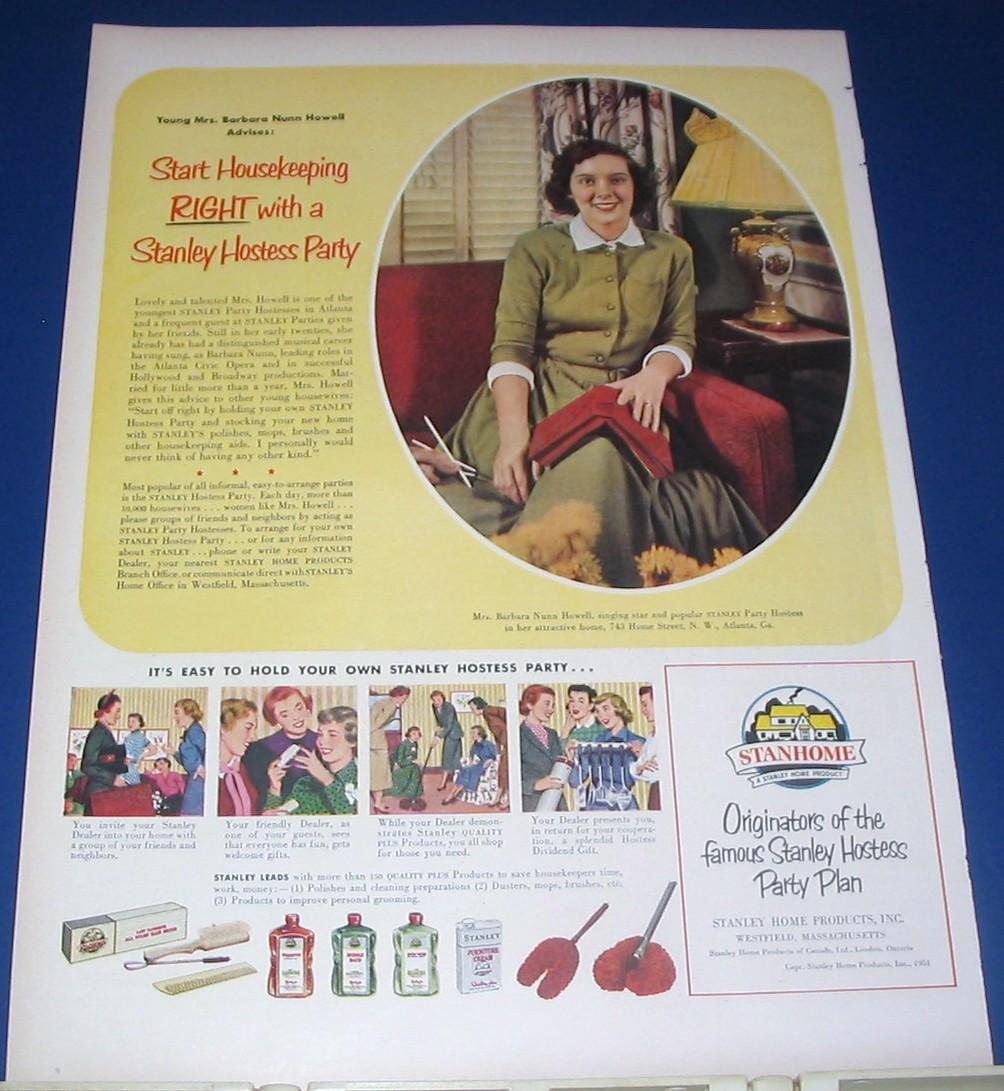 Young Mrs. Barbara Nunn Howell
Advises:
Start Housekeeping
RIGHT with a
Stanley Hostess Party
Lovely and talented Mrs. Howell is one of the
youngest STANLEY Party Hostesses in Atlanta
and a frequent guest at STANLEY Parties given
by her friends. Still in her early twenties, she
already has had a distinguished musical career
having sung, as Barbara Nunn, leading roles in
the Atlanta Civic Opera and in successful
Hollywood and Broadway productions. Mar-
ried for little more than a year, Mrs. Howell
gives this advice to other young housewives:
"Start off right by holding your own STANLEY
Hostess Party and stocking your new home
with STANLEY'S polishes, mops, brushes and
other housekeeping aids. I personally would
never think of having any other kind."
Most popular of all informal, easy-to-arrange parties
is the STANLEY Hostess Party. Each day, more than
10,000 housewives . . . women like Mrs. Howell . . .
please groups of friends and neighbors by acting as
STANLEY Party Hostesses. To arrange for your own
STANLEY Hostess Party . . . or for any information
about STANLEY . . . phone or write your STANLEY
Dealer, your nearest STANLEY HOME PRODUCTS
Branch Office, or communicate direct with STANLEY'S
Home Office in Westfield, Massachusetts.
Mrs. Barbara Nunn Howell, singing star and popular STANLEY Party Hostess
in her attractive home, 743 Home Street, N. W., Atlanta, Ga.
IT'S EASY TO HOLD YOUR OWN STANLEY HOSTESS PARTY...
You invite your Stanley
Dealer into your home with
a group of your friends and
neighbors.
Your friendly Dealer, as
one of your guests, sees
that everyone has fun, gets
welcome gifts.
While your Dealer demon-
strates Stanley QUALITY
PLUS Products, you all shop
for those you need.
Your Dealer presents you,
in return for your coopera-
tion, a splendid Hostess
Dividend Gift.
STANLEY LEADS with more than 150 QUALITY PLUS Products to save housekeepers time,
work, money:—(1) Polishes and cleaning preparations (2) Dusters, mops, brushes, etc.
(3) Products to improve personal grooming.
STANLEY
FURNITURE
CREAM
STANHOME
A STANLEY HOME PRODUCT
Originators of the
famous Stanley Hostess
Party Plan
STANLEY HOME PRODUCTS, INC.
WESTFIELD, MASSACHUSETTS
Stanley Home Products of Canada, Ltd., London, Ontario
Copr. Stanley Home Products, Inc., 1951